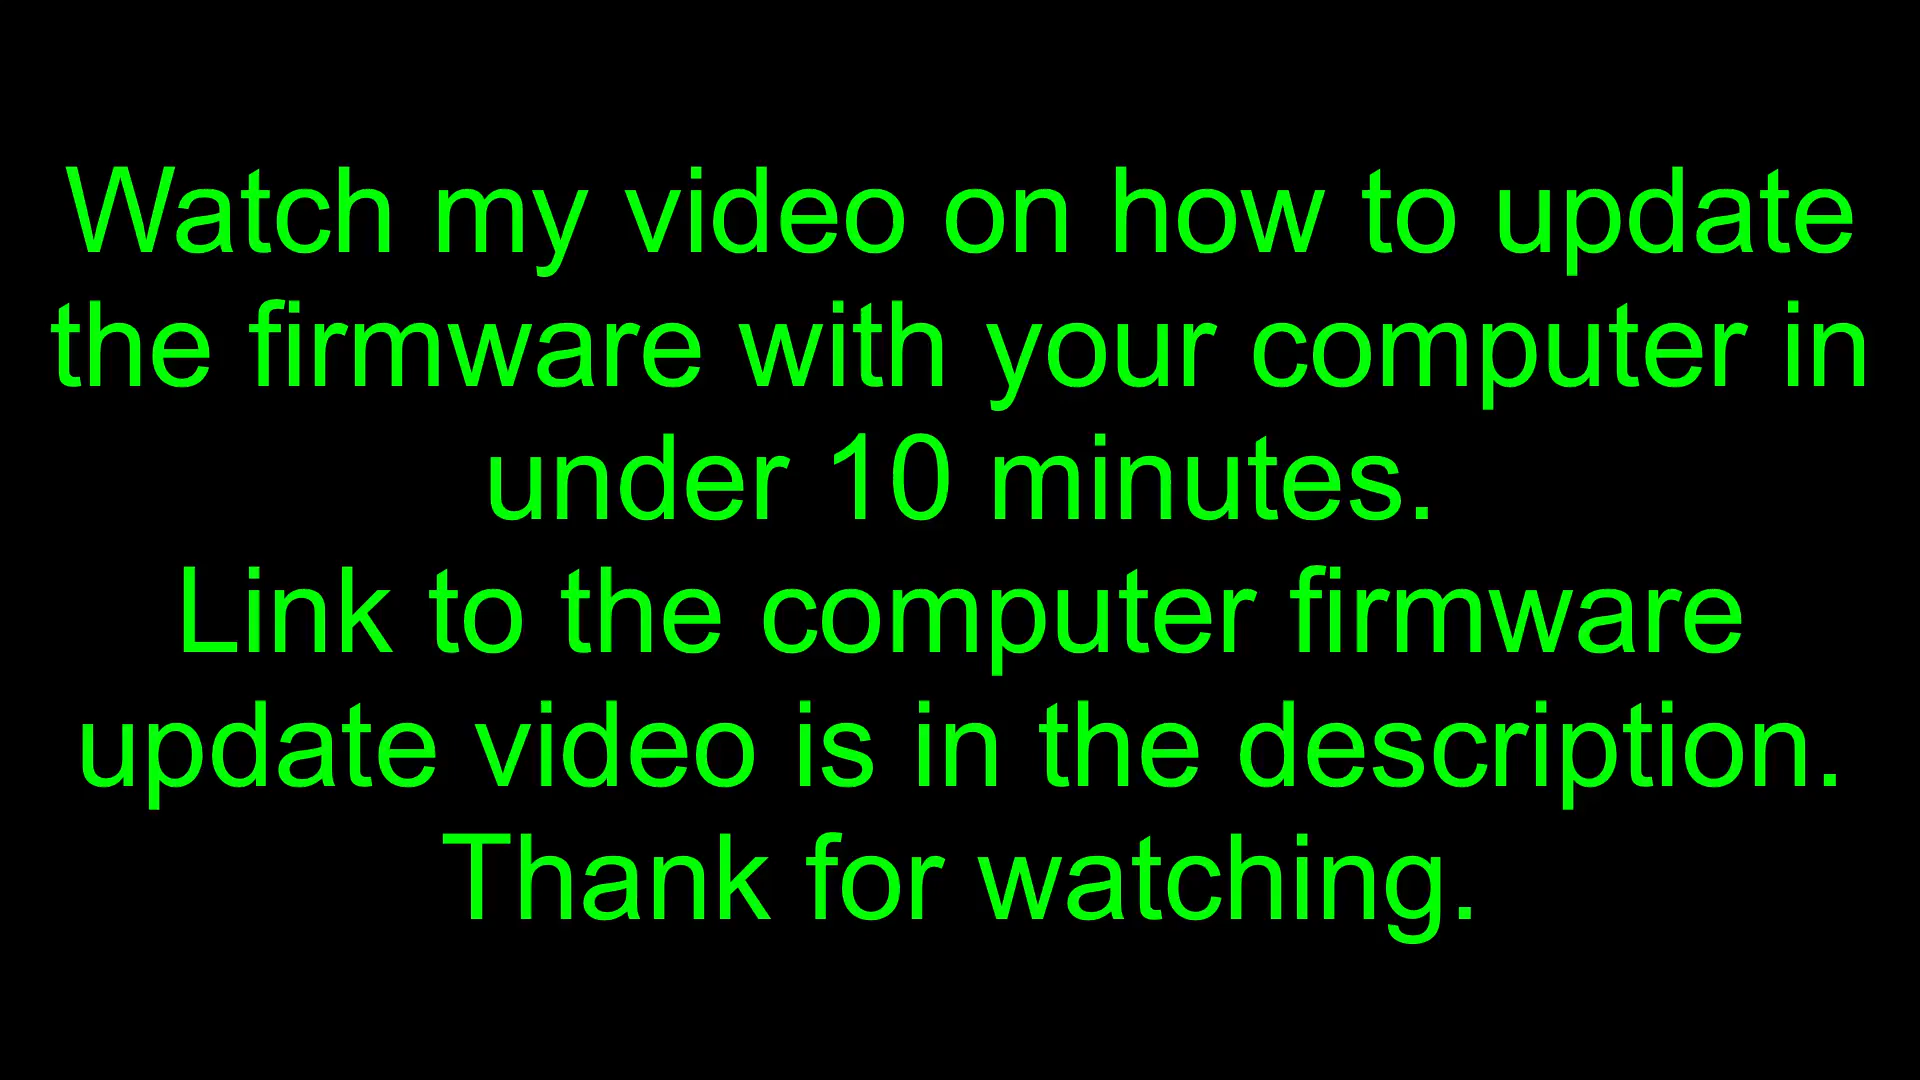 Watch my video on how to update
the firmware with your computer in
under 10 minutes.
Link to the computer firmware
update video is in the description.
Thank for watching.